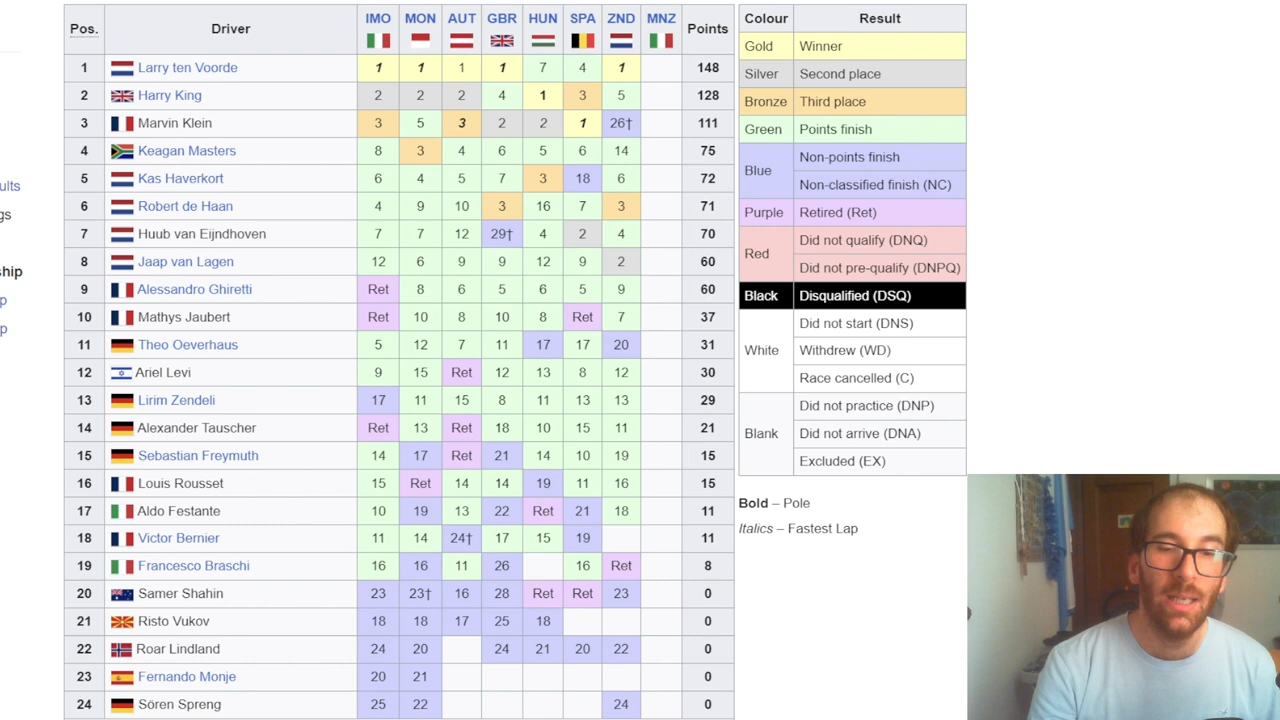 Pos. Driver IMO MON AUT GBR HUN SPA ZND MNZ Points
1 Larry ten Voorde 1 1 1 1 7 4 1 148
2 Harry King 2 2 2 4 1 3 5 128
3 Marvin Klein 3 5 3 2 2 1 26† 111
4 Keagan Masters 8 3 4 6 5 6 14 75
5 Kas Haverkort 6 4 5 7 3 18 6 72
6 Robert de Haan 4 9 10 3 16 7 3 71
7 Huub van Eijndhoven 7 7 12 29† 4 2 4 70
8 Jaap van Lagen 12 6 9 9 12 9 2 60
9 Alessandro Ghiretti Ret 8 6 5 6 5 9 60
10 Mathys Jaubert Ret 10 8 10 8 Ret 7 37
11 Theo Oeverhaus 5 12 7 11 17 17 20 31
12 Ariel Levi 9 15 Ret 12 13 8 12 30
13 Lirim Zendeli 17 11 15 8 11 13 13 29
14 Alexander Tauscher Ret 13 Ret 18 10 15 11 21
15 Sebastian Freymuth 14 17 Ret 21 14 10 19 15
16 Louis Rousset 15 Ret 14 14 19 11 16 15
17 Aldo Festante 10 19 13 22 Ret 21 18 11
18 Victor Bernier 11 14 24† 17 15 19 11
19 Francesco Braschi 16 16 11 26 16 Ret 8
20 Samer Shahin 23 23† 16 28 Ret Ret 23 0
21 Risto Vukov 18 18 17 25 18 0
22 Roar Lindland 24 20 24 21 20 22 0
23 Fernando Monje 20 21 0
24 Sören Spreng 25 22 24 0
Colour Result
Gold Winner
Silver Second place
Bronze Third place
Green Points finish
Blue Non-points finish
Non-classified finish (NC)
Purple Retired (Ret)
Red Did not qualify (DNQ)
Did not pre-qualify (DNPQ)
Black Disqualified (DSQ)
White Did not start (DNS)
Withdrew (WD)
Race cancelled (C)
Blank Did not practice (DNP)
Did not arrive (DNA)
Excluded (EX)
Bold – Pole
Italics – Fastest Lap
ults
gs
ship
p
p